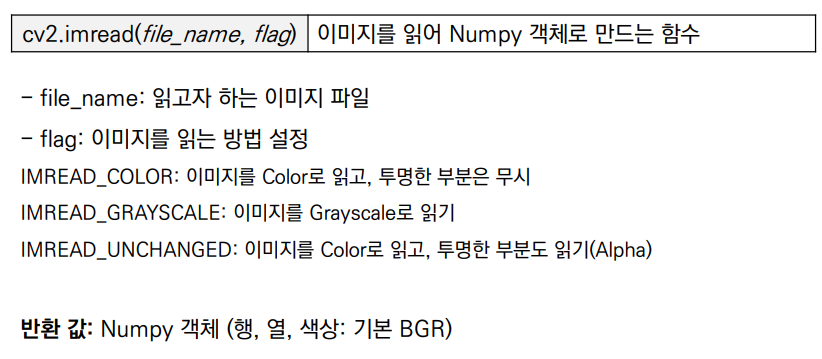 cv2.imread(file_name, flag) 이미지를 읽어 Numpy 객체로 만드는 함수
- file_name: 읽고자 하는 이미지 파일
- flag: 이미지를 읽는 방법 설정
IMREAD_COLOR: 이미지를 Color로 읽고, 투명한 부분은 무시
IMREAD_GRAYSCALE: 이미지를 Grayscale로 읽기
IMREAD_UNCHANGED: 이미지를 Color로 읽고, 투명한 부분도 읽기(Alpha)
반환 값: Numpy 객체 (행, 열, 색상: 기본 BGR)